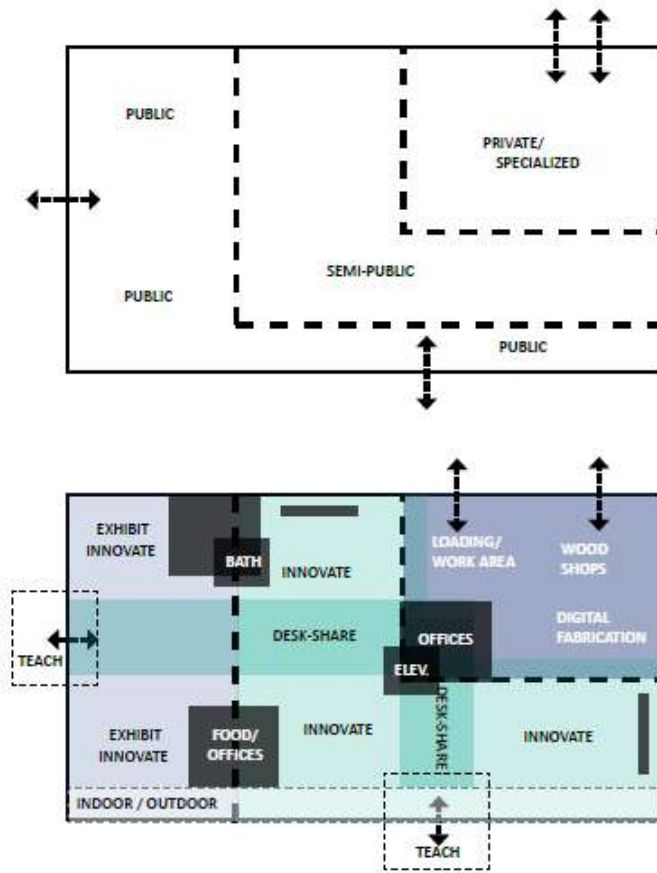 PUBLIC
PRIVATE/
SPECIALIZED
SEMI-PUBLIC
PUBLIC
PUBLIC
EXHIBIT
INNOVATE
BATH
INNOVATE
LOADING/
WORK AREA
WOOD
SHOPS
DESK-SHARE
OFFICES
DIGITAL
FABRICATION
TEACH
ELEV.
DESK-SHARE
EXHIBIT
INNOVATE
FOOD/
OFFICES
INNOVATE
INNOVATE
INDOOR / OUTDOOR
TEACH